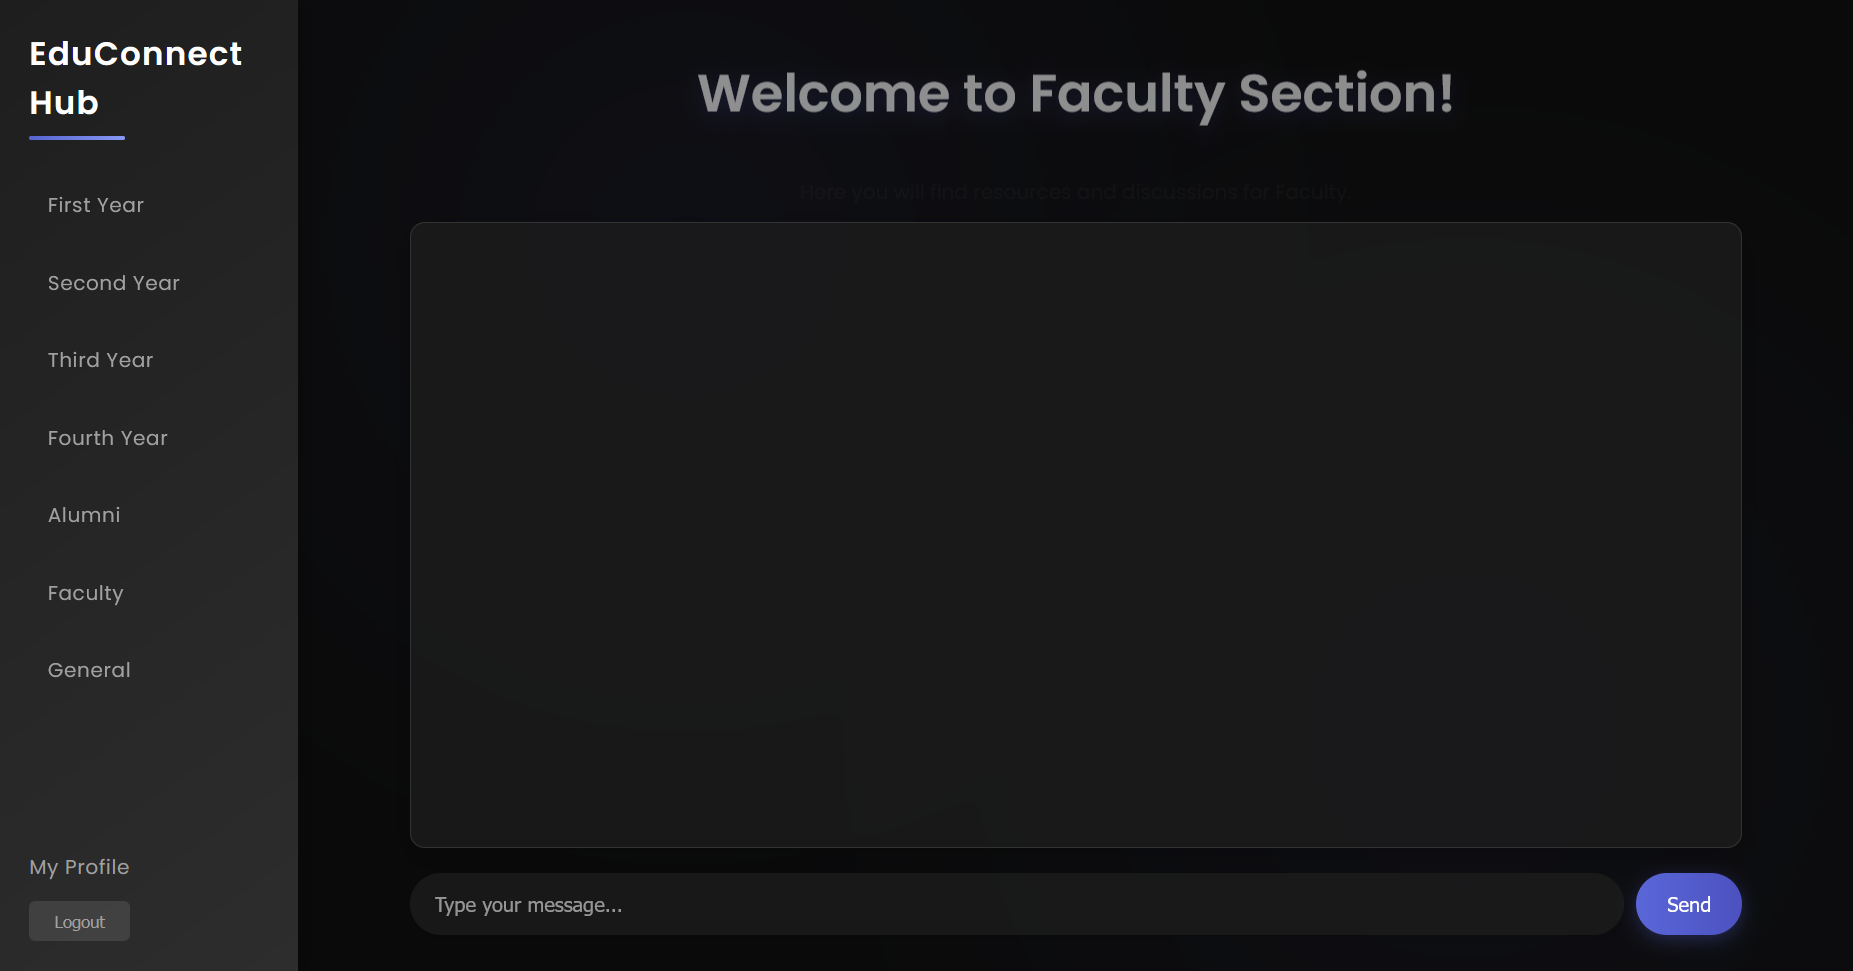 EduConnect
Hub
First Year
Second Year
Third Year
Fourth Year
Alumni
Faculty
General
My Profile
Logout
Welcome to Faculty Section!
Here you will find resources and discussions for Faculty.
Type your message...
Send